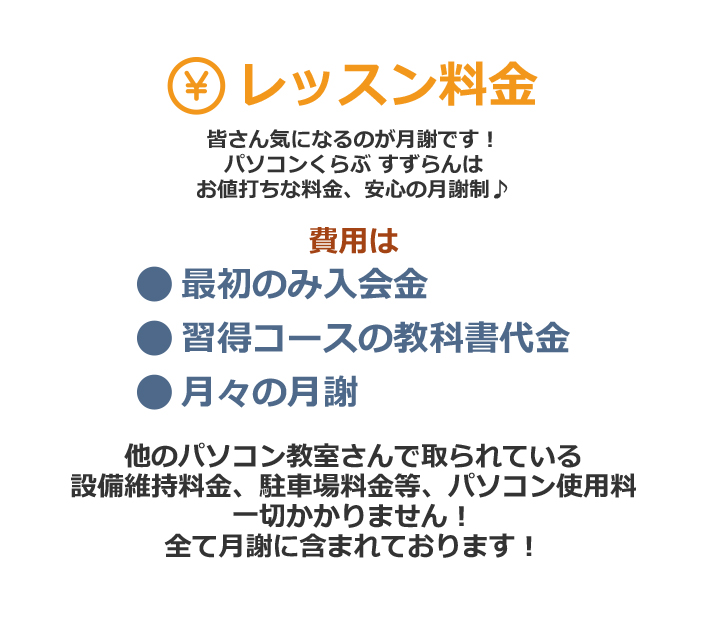 ¥ レッスン料金
皆さん気になるのが月謝です！
パソコンくらぶ すずらんは
お値打ちな料金、安心の月謝制♪
費用は
● 最初のみ入会金
● 習得コースの教科書代金
● 月々の月謝
他のパソコン教室さんで取られている
設備維持料金、駐車場料金等、パソコン使用料
一切かかりません！
全て月謝に含まれております！